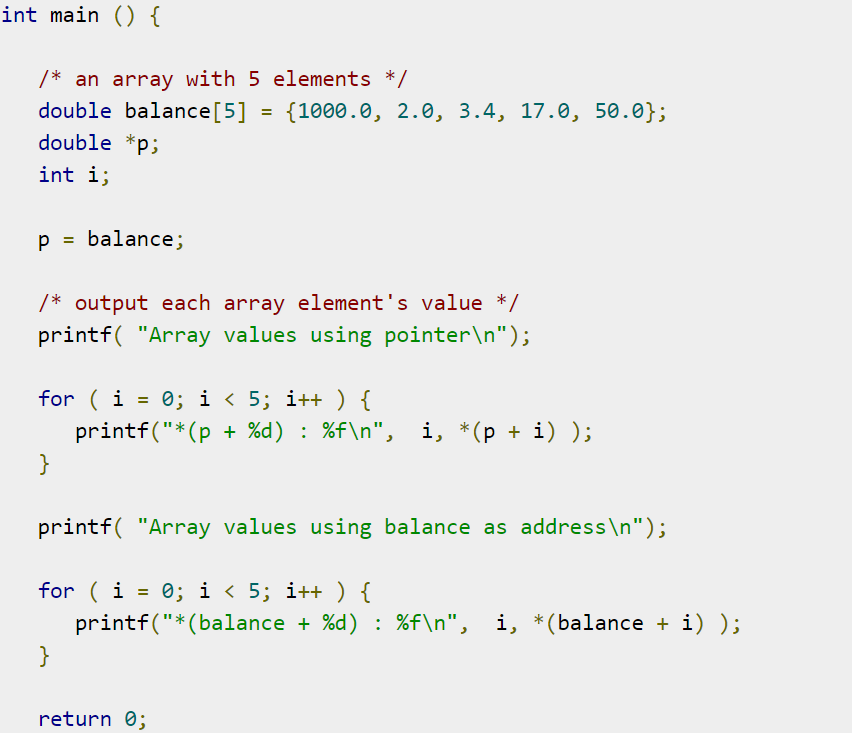 int main () {
/* an array with 5 elements */
double balance[5] = {1000.0, 2.0, 3.4, 17.0, 50.0};
double *p;
int i;
p = balance;
/* output each array element's value */
printf( "Array values using pointer\n");
for ( i = 0; i < 5; i++ ) {
printf("*(p + %d) : %f\n",  i, *(p + i) );
}
printf( "Array values using balance as address\n");
for ( i = 0; i < 5; i++ ) {
printf("*(balance + %d) : %f\n",  i, *(balance + i) );
}
return 0;